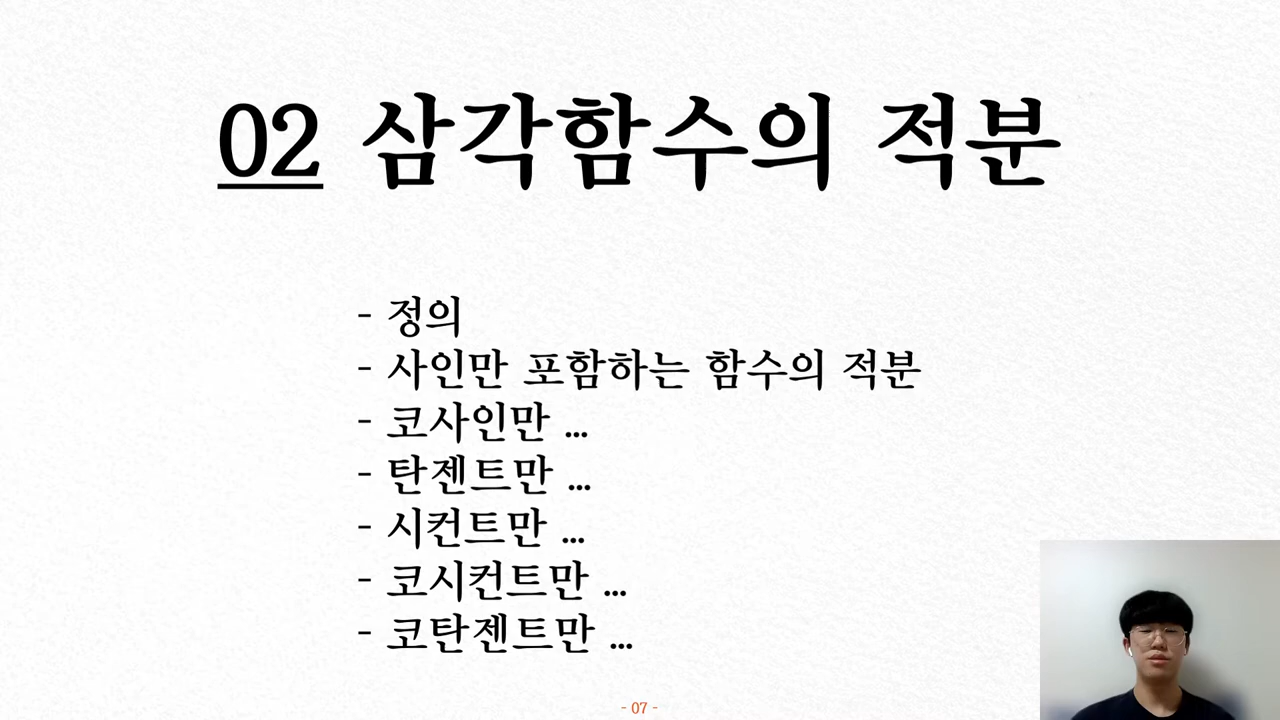 02 삼각함수의 적분
- 정의
- 사인만 포함하는 함수의 적분
- 코사인만 ...
- 탄젠트만 ...
- 시컨트만 ...
- 코시컨트만 ...
- 코탄젠트만 ...
- 07 -